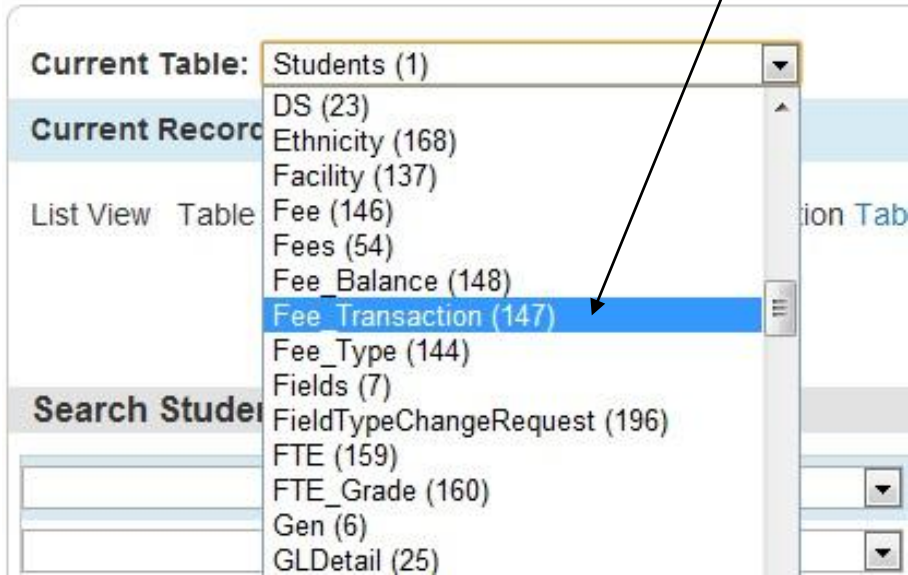 Current Table: Students (1)
DS (23)
Current Record
Ethnicity (168)
Facility (137)
List View Table Fee (146) tion Tab
Fees (54)
Fee_Balance (148)
Fee_Transaction (147)
Fee_Type (144)
Fields (7)
Search Studen
FieldTypeChangeRequest (196)
FTE (159)
FTE_Grade (160)
Gen (6)
GLDetail (25)